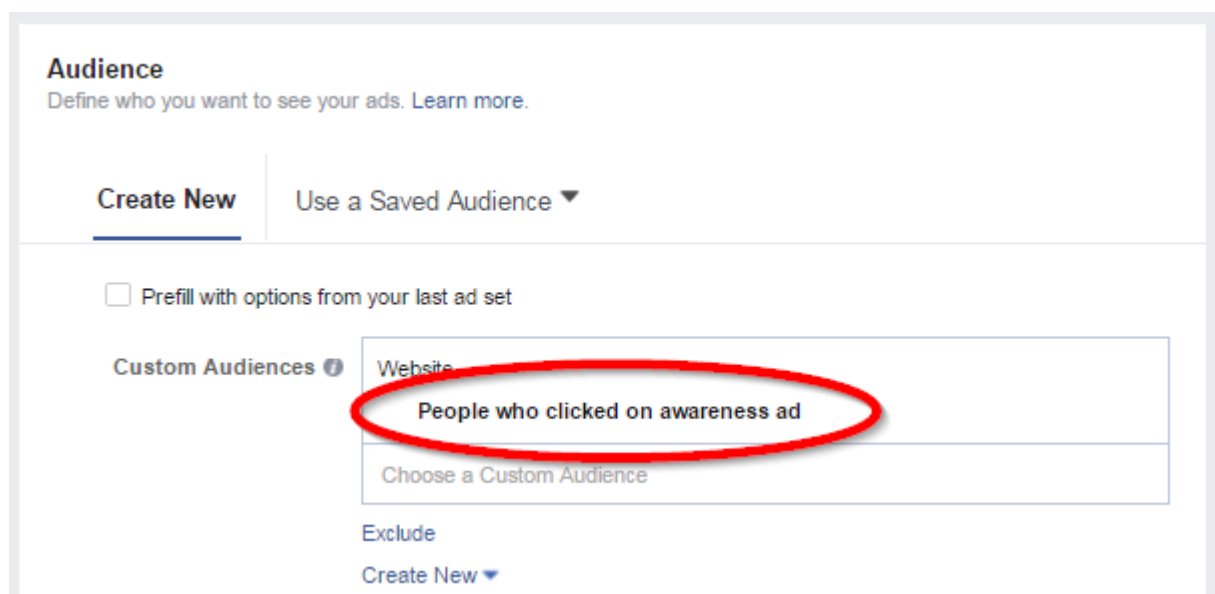 Audience
Define who you want to see your ads. Learn more.
Create New Use a Saved Audience
Prefill with options from your last ad set
Custom Audiences Website
People who clicked on awareness ad
Choose a Custom Audience
Exclude
Create New